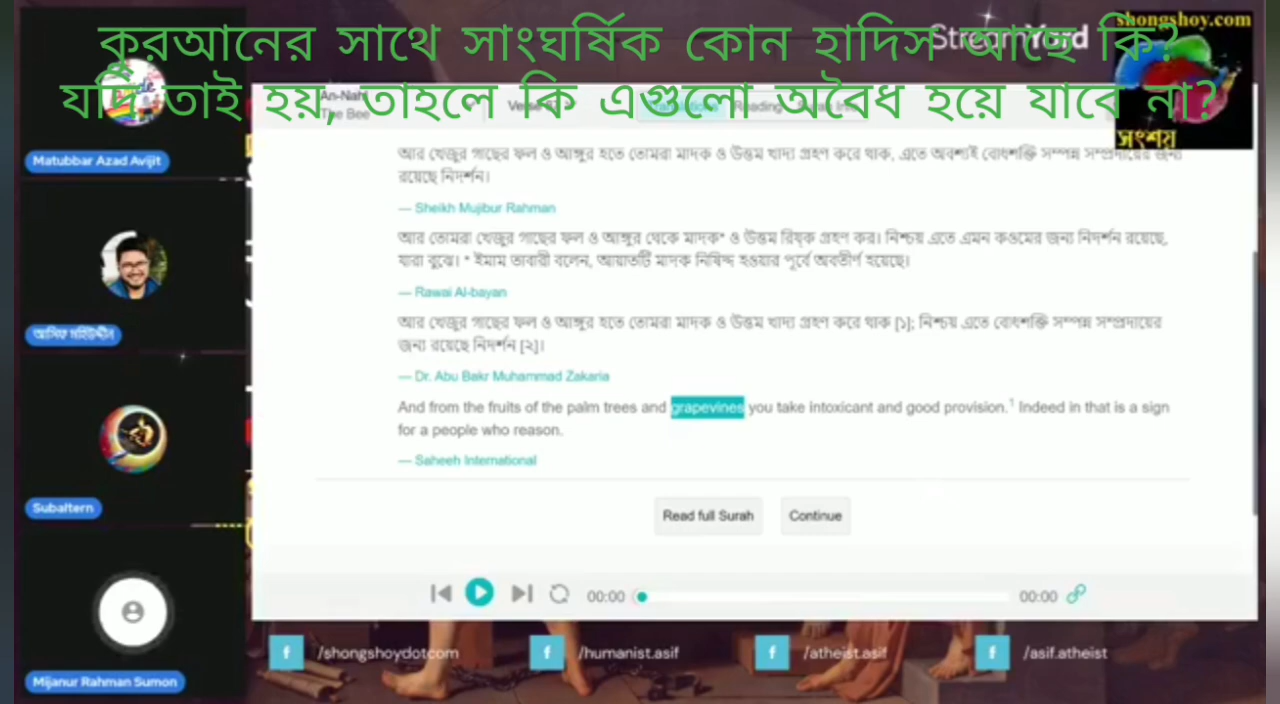 কুরআনের সাথে সাংঘর্ষিক কোন হাদিস আছে কি?
যদি তাই হয়, তাহলে কি এগুলো অবৈধ হয়ে যাবে না?
shongshoy.com
StreamYard
সংশয়
An-Nahl
The Bee
Matubbar Azad Avijit
আর খেজুর গাছের ফল ও আঙ্গুর হতে তোমরা মাদক ও উত্তম খাদ্য গ্রহণ করে থাক, এতে অবশ্যই বোধশক্তি সম্পন্ন সম্প্রদায়ের জন্য
রয়েছে নিদর্শন।
— Sheikh Mujibur Rahman
আর তোমরা খেজুর গাছের ফল ও আঙ্গুর থেকে মাদক* ও উত্তম রিয্ক গ্রহণ কর। নিশ্চয় এতে এমন কওমের জন্য নিদর্শন রয়েছে,
যারা বুঝে। * ইমাম তাবারী বলেন, আয়াতটি মাদক নিষিদ্ধ হওয়ার পূর্বে অবতীর্ণ হয়েছে।
— Rawai Al-bayan
আসিফ মহিউদ্দীন
আর খেজুর গাছের ফল ও আঙ্গুর হতে তোমরা মাদক ও উত্তম খাদ্য গ্রহণ করে থাক [১]; নিশ্চয় এতে বোধশক্তি সম্পন্ন সম্প্রদায়ের
জন্য রয়েছে নিদর্শন [২]।
— Dr. Abu Bakr Muhammad Zakaria
And from the fruits of the palm trees and grapevines you take intoxicant and good provision.1 Indeed in that is a sign
for a people who reason.
— Saheeh International
Subaltern
Read full Surah
Continue
00:00
00:00
/shongshoydotcom
/humanist.asif
/atheist.asif
/asif.atheist
Mijanur Rahman Sumon